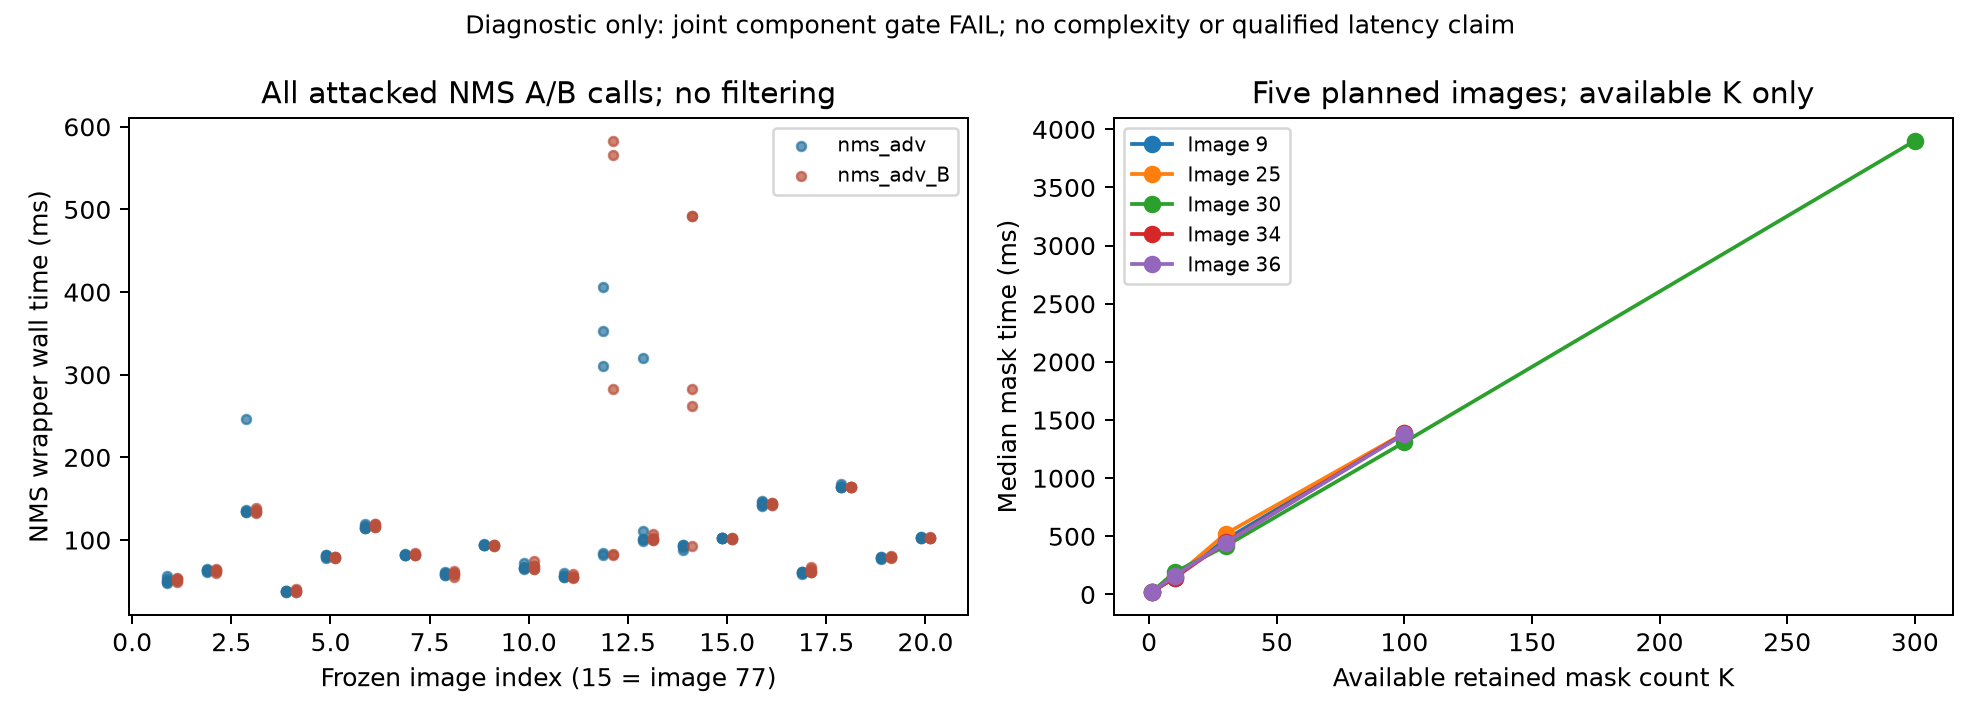 Diagnostic only: joint component gate FAIL; no complexity or qualified latency claim
All attacked NMS A/B calls; no filtering
NMS wrapper wall time (ms)
600
500
400
300
200
100
nms_adv
nms_adv_B
0.0 2.5 5.0 7.5 10.0 12.5 15.0 17.5 20.0
Frozen image index (15 = image 77)
Five planned images; available K only
Median mask time (ms)
4000
3500
3000
2500
2000
1500
1000
500
0
Image 9
Image 25
Image 30
Image 34
Image 36
0 50 100 150 200 250 300
Available retained mask count K